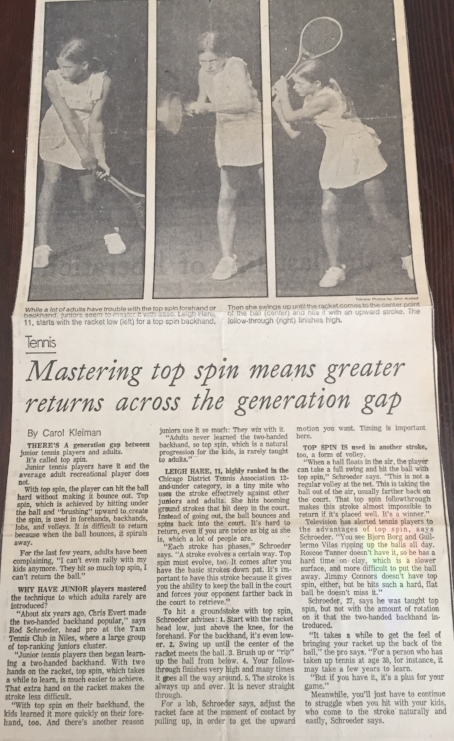 While a lot of adults have trouble with the top spin forehand or
backhand, juniors seem to master it with ease. Leigh Hare,
11, starts with the racket low (left) for a top spin backhand.
Then she swings up until the racket comes to the center point
of the ball (center) and hits it with an upward stroke. The
follow-through (right) finishes high.
Tennis
Mastering top spin means greater
returns across the generation gap
By Carol Kleiman
THERE'S A generation gap between
junior tennis players and adults.
It's called top spin.
Junior tennis players have it and the
average adult recreational player does
not.
With top spin, the player can hit the ball
hard without making it bounce out. Top
spin, which is achieved by hitting under
the ball and "brushing" upward to create
the spin, is used in forehands, backhands,
lobs, and volleys. It is difficult to return
because when the ball bounces, it spirals
away.
For the last few years, adults have been
complaining, "I can't even rally with my
kids anymore. They hit so much top spin, I
can't return the ball."
WHY HAVE JUNIOR players mastered
the technique to which adults rarely are
introduced?
"About six years ago, Chris Evert made
the two-handed backhand popular," says
Rod Schroeder, head pro at the Tam
Tennis Club in Niles, where a large group
of top-ranking juniors cluster.
"Junior tennis players then began learn-
ing a two-handed backhand. With two
hands on the racket, top spin, which takes
a while to learn, is much easier to achieve.
That extra hand on the racket makes the
stroke less difficult.
"With top spin on their backhand, the
kids learned it more quickly on their fore-
hand, too. And there's another reason
juniors use it so much: They win with it.
"Adults never learned the two-handed
backhand, so top spin, which is a natural
progression for the kids, is rarely taught
to adults."
LEIGH HARE, 11, highly ranked in the
Chicago District Tennis Association 12-
and-under category, is a tiny mite who
uses the stroke effectively against other
juniors and adults. She hits booming
ground strokes that hit deep in the court.
Instead of going out, the ball bounces and
spins back into the court. It's hard to
return, even if you are twice as big as she
is, which a lot of people are.
"Each stroke has phases," Schroeder
says. "A stroke evolves a certain way. Top
spin must evolve, too. It comes after you
have the basic strokes down pat. It's im-
portant to have this stroke because it gives
you the ability to keep the ball in the court
and forces your opponent farther back in
the court to retrieve."
To hit a groundstroke with top spin,
Schroeder advises: 1. Start with the racket
head low, just above the knee, for the
forehand. For the backhand, it's even low-
er. 2. Swing up until the center of the
racket meets the ball. 3. Brush up or "rip"
up the ball from below. 4. Your follow-
through finishes very high and many times
it goes all the way around. 5. The stroke is
always up and over. It is never straight
through.
For a lob, Schroeder says, adjust the
racket face at the moment of contact by
pulling up, in order to get the upward
motion you want. Timing is important
here.
TOP SPIN IS used in another stroke,
too, a form of volley.
"When a ball floats in the air, the player
can take a full swing and hit the ball with
top spin," Schroeder says. "This is not a
regular volley at the net. This is taking the
ball out of the air, usually farther back on
the court. That top spin followthrough
makes this stroke almost impossible to
return if it's placed well. It's a winner."
Television has alerted tennis players to
the advantages of top spin, says
Schroeder. "You see Bjorn Borg and Guil-
lermo Vilas ripping up the balls all day.
Roscoe Tanner doesn't have it, so he has a
hard time on clay, which is a slower
surface, and more difficult to put the ball
away. Jimmy Connors doesn't have top
spin, either, but he hits such a hard, flat
ball he doesn't miss it."
Schroeder, 27, says he was taught top
spin, but not with the amount of rotation
on it that the two-handed backhand in-
troduced.
"It takes a while to get the feel of
bringing your racket up the back of the
ball," the pro says. "For a person who has
taken up tennis at age 35, for instance, it
may take a few years to learn.
"But if you have it, it's a plus for your
game."
Meanwhile, you'll just have to continue
to struggle when you hit with your kids,
who come to the stroke naturally and
easily, Schroeder says.